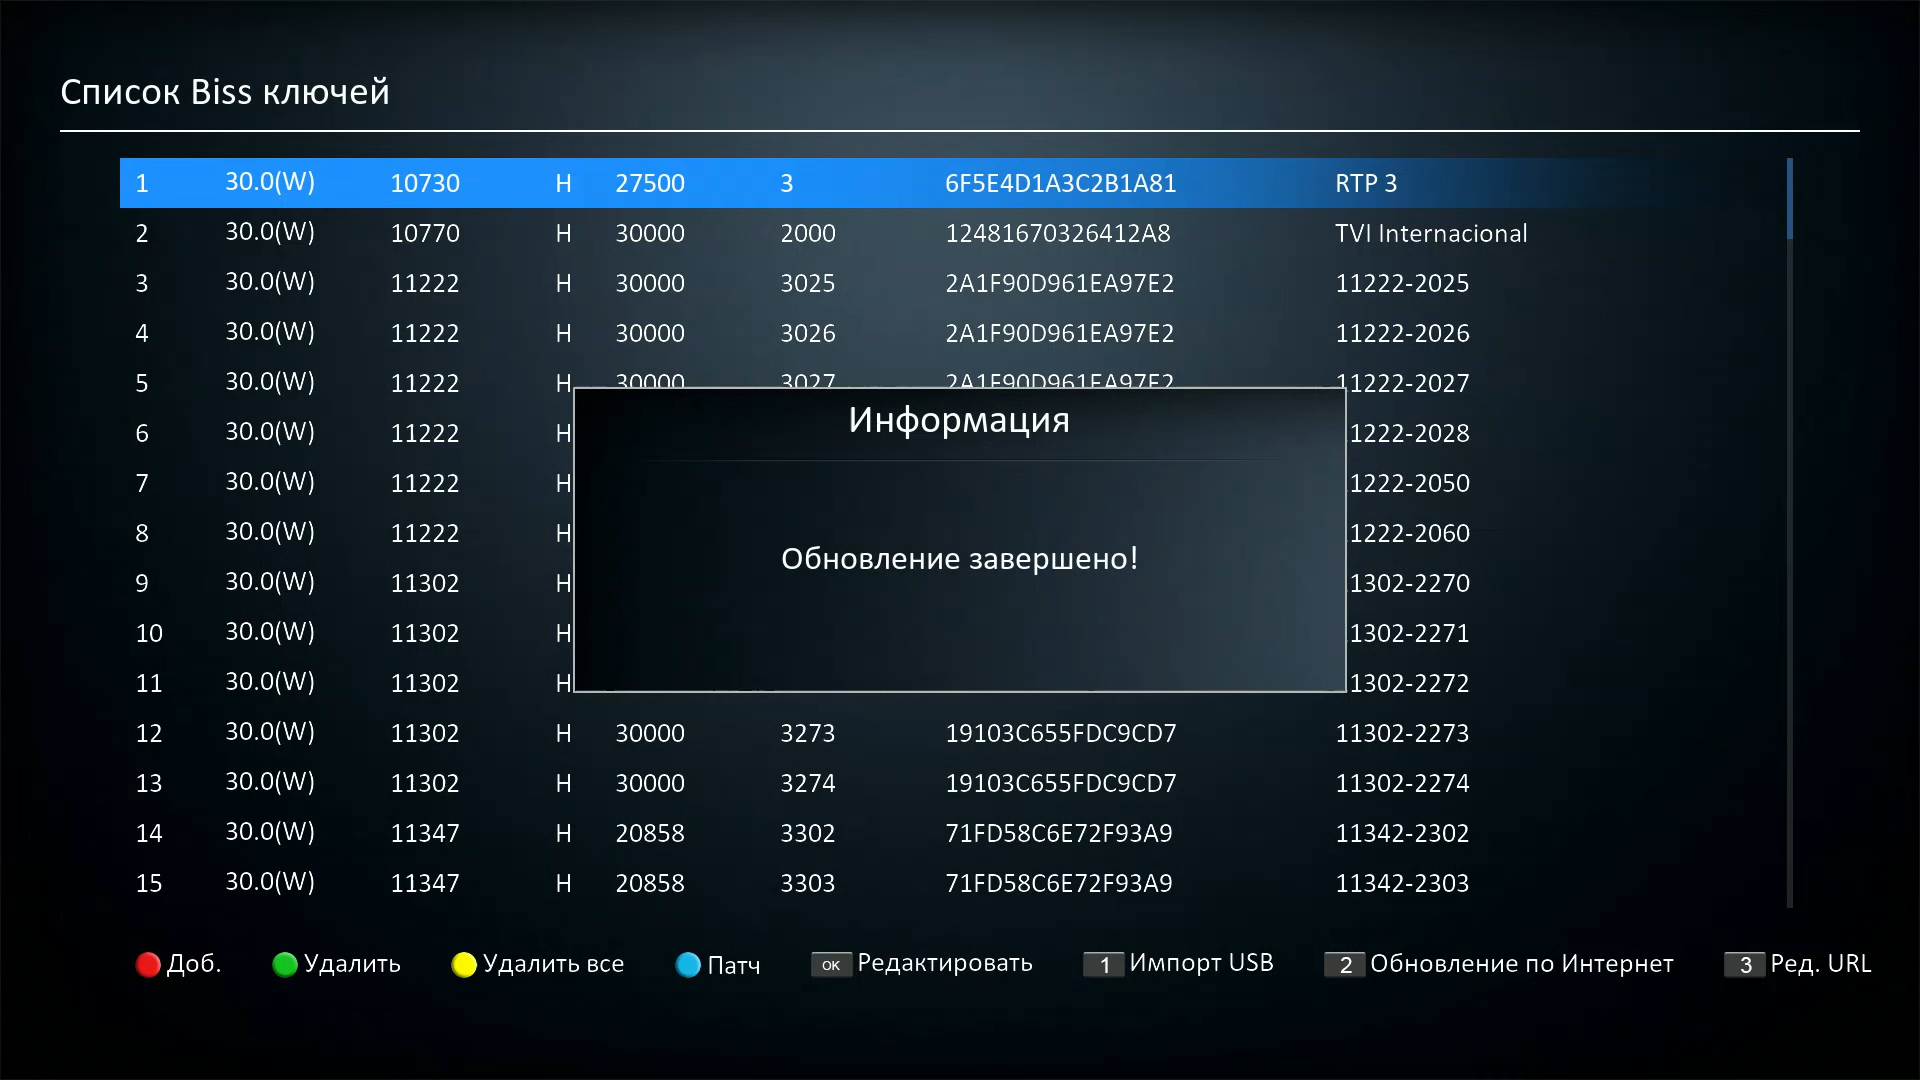 Список Biss ключей
1 30.0(W) 10730 H 27500 3 6F5E4D1A3C2B1A81 RTP 3
2 30.0(W) 10770 H 30000 2000 12481670326412A8 TVI Internacional
3 30.0(W) 11222 H 30000 3025 2A1F90D961EA97E2 11222-2025
4 30.0(W) 11222 H 30000 3026 2A1F90D961EA97E2 11222-2026
5 30.0(W) 11222 H 30000 3027 2A1F90D961EA97E2 11222-2027
6 30.0(W) 11222 H 1222-2028
7 30.0(W) 11222 H 1222-2050
8 30.0(W) 11222 H 1222-2060
9 30.0(W) 11302 H 1302-2270
10 30.0(W) 11302 H 1302-2271
11 30.0(W) 11302 H 1302-2272
12 30.0(W) 11302 H 30000 3273 19103C655FDC9CD7 11302-2273
13 30.0(W) 11302 H 30000 3274 19103C655FDC9CD7 11302-2274
14 30.0(W) 11347 H 20858 3302 71FD58C6E72F93A9 11342-2302
15 30.0(W) 11347 H 20858 3303 71FD58C6E72F93A9 11342-2303
Информация
Обновление завершено!
Доб. Удалить Удалить все Патч OK Редактировать 1 Импорт USB 2 Обновление по Интернет 3 Ред. URL